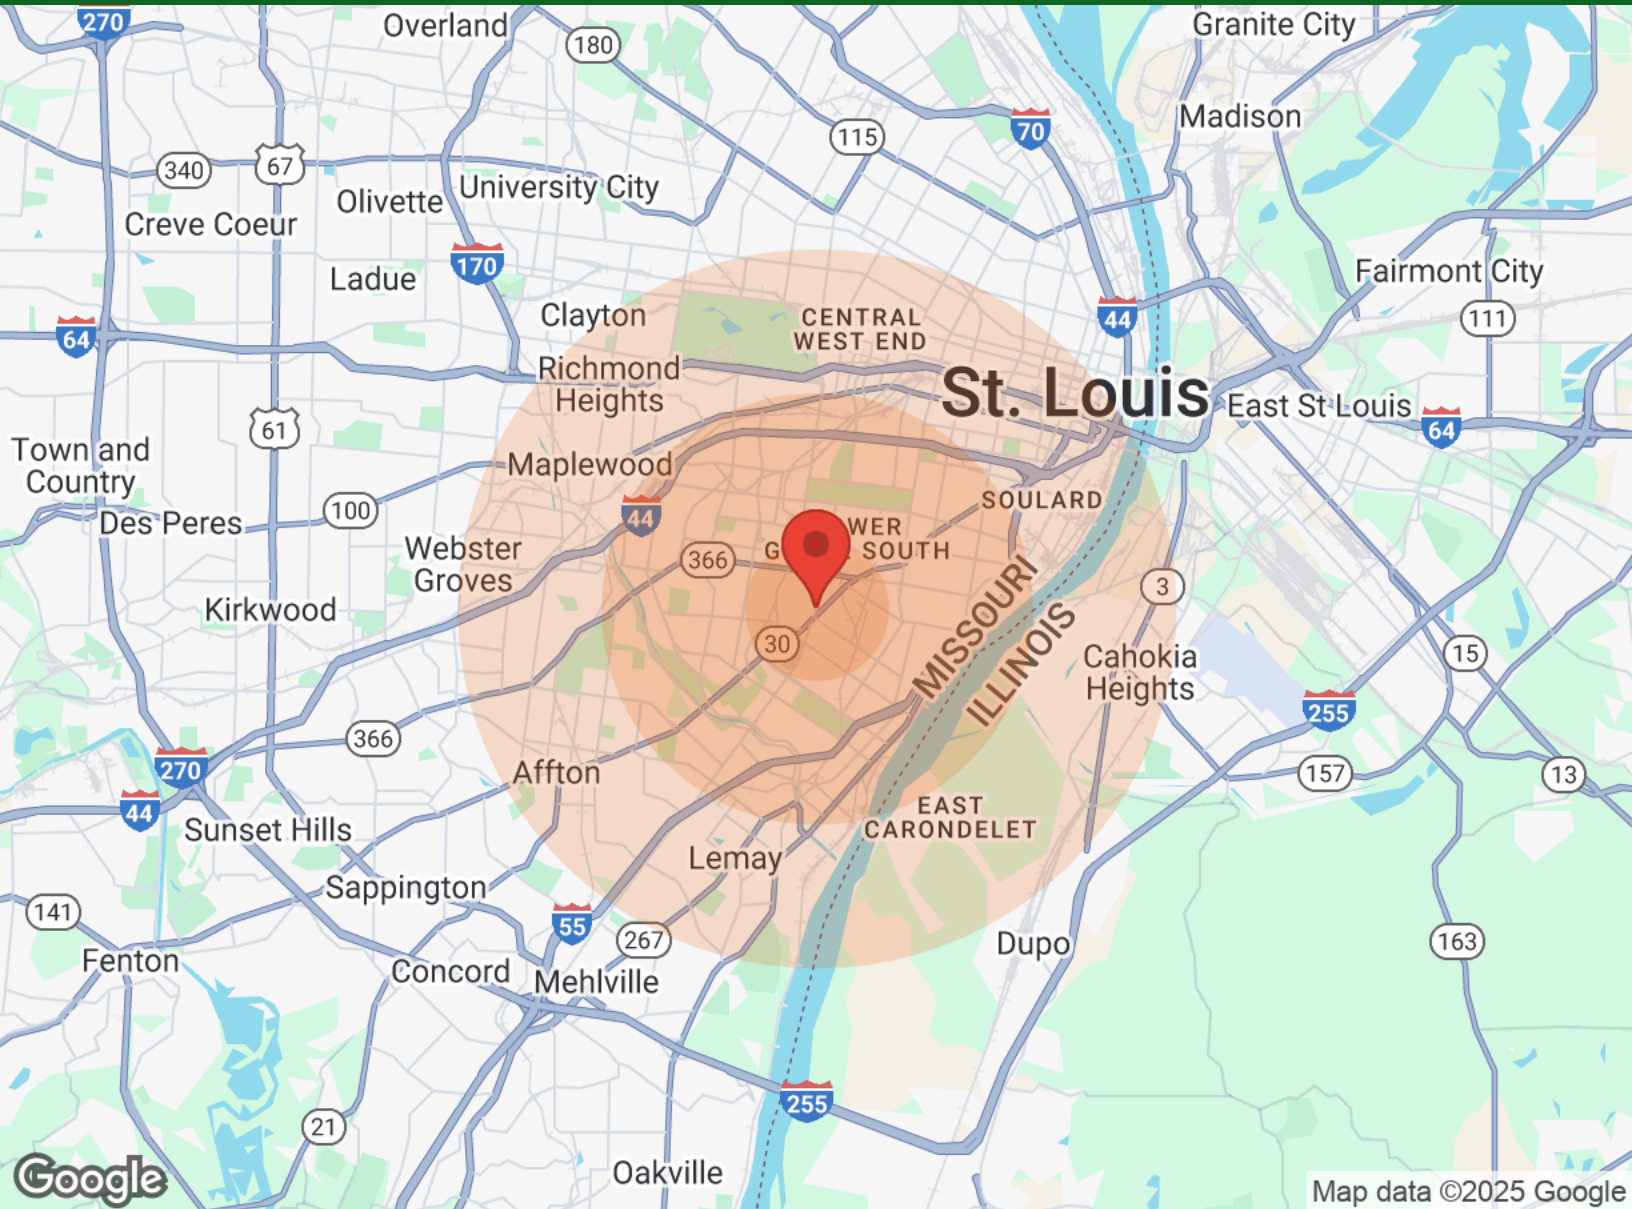 270
Overland
180
Granite City
Madison
115
70
340
67
Olivette
University City
Creve Coeur
170
Ladue
Fairmont City
Clayton
CENTRAL
WEST END
44
111
64
Richmond
Heights
St. Louis
East St Louis
64
61
Town and
Country
Maplewood
SOULARD
100
Des Peres
44
WER
G
SOUTH
Webster
Groves
366
MISSOURI
3
Kirkwood
30
ILLINOIS
Cahokia
Heights
15
255
366
270
Affton
157
13
44
Sunset Hills
EAST
CARONDELET
Lemay
Sappington
141
55
267
Dupo
163
Fenton
Concord
Mehlville
255
21
Oakville
Google
Map data ©2025 Google